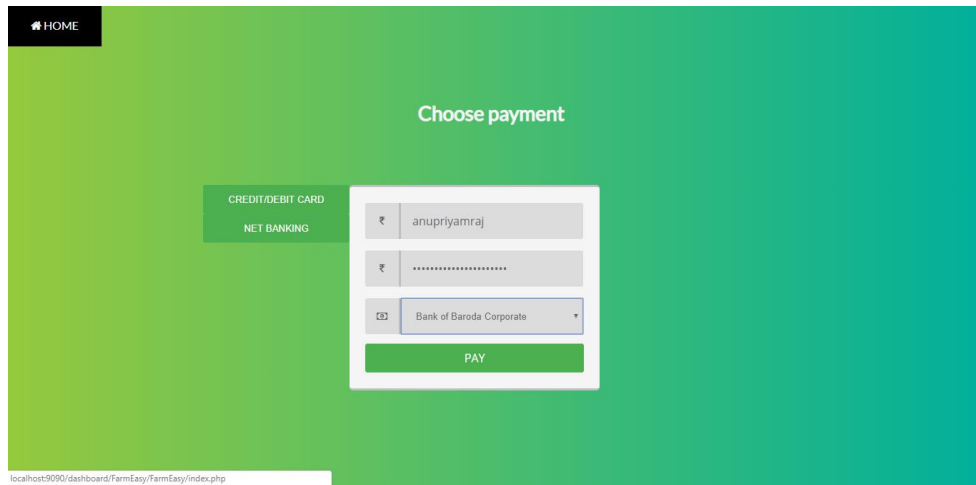 HOME
Choose payment
CREDIT/DEBIT CARD
NET BANKING
₹ anupriyamraj
₹ ••••••••••••••••••••••
Bank of Baroda Corporate
PAY
localhost:9090/dashboard/FarmEasy/FarmEasy/index.php